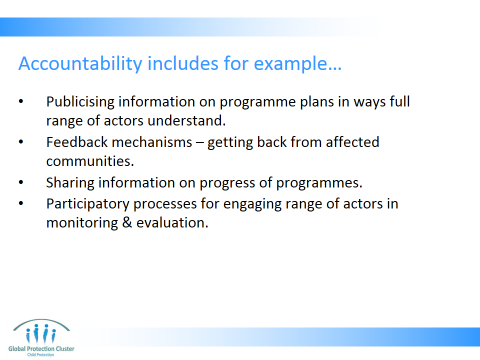 Accountability includes for example…
• Publicising information on programme plans in ways full
range of actors understand.
• Feedback mechanisms – getting back from affected
communities.
• Sharing information on progress of programmes.
• Participatory processes for engaging range of actors in
monitoring & evaluation.
Global Protection Cluster
Child Protection